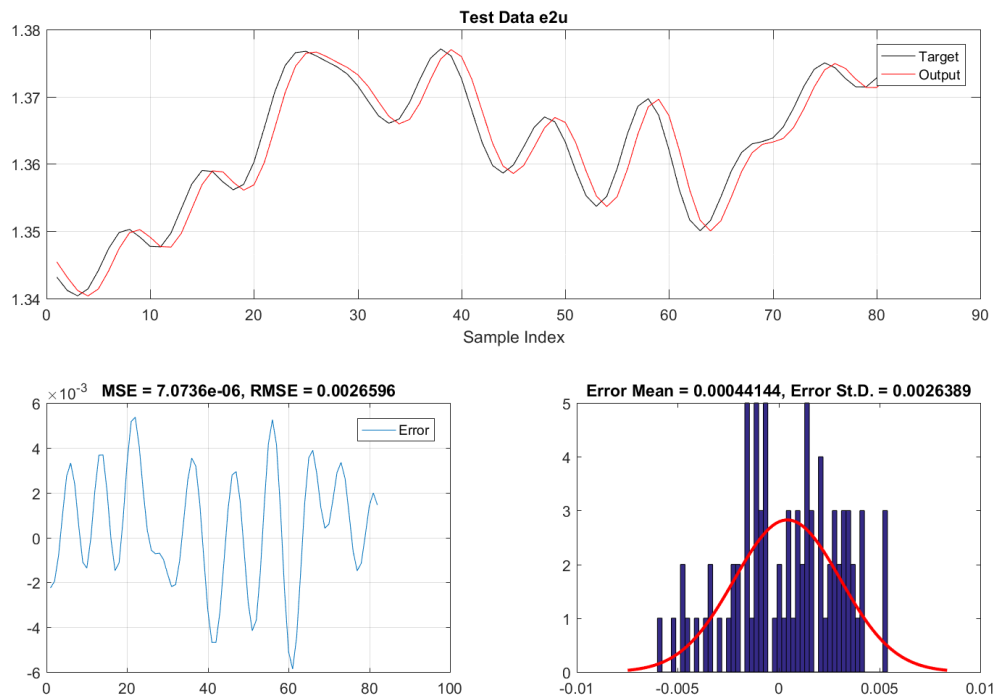 Test Data e2u
1.38
1.37
1.36
1.35
1.34
Target
Output
0 10 20 30 40 50 60 70 80 90
Sample Index
×10⁻³
MSE = 7.0736e-06, RMSE = 0.0026596
6
4
2
0
-2
-4
-6
Error
0 20 40 60 80 100
Error Mean = 0.00044144, Error St.D. = 0.0026389
5
4
3
2
1
0
-0.01 -0.005 0 0.005 0.01